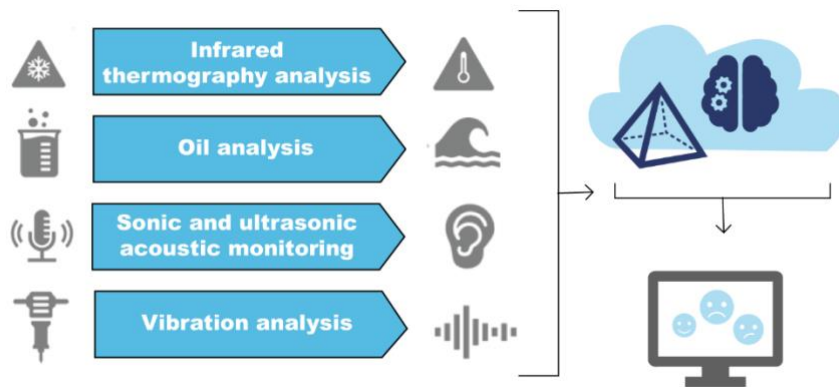 Infrared
thermography analysis
Oil analysis
Sonic and ultrasonic
acoustic monitoring
Vibration analysis